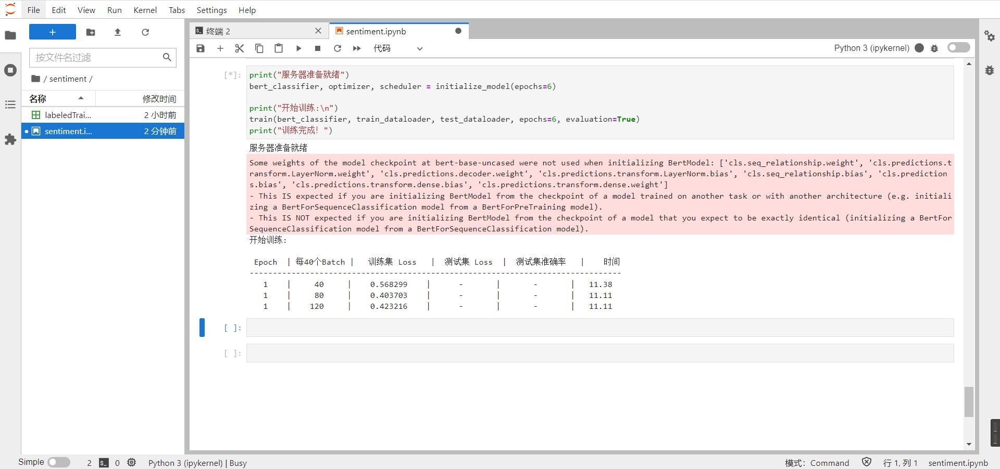 File Edit View Run Kernel Tabs Settings Help
终端 2
sentiment.ipynb
代码
Python 3 (ipykernel)
按文件名过滤
/ sentiment /
名称 修改时间
labeledTrai... 2 小时前
sentiment.i... 2 分钟前
[*]:
print("服务器准备就绪")
bert_classifier, optimizer, scheduler = initialize_model(epochs=6)
print("开始训练:\n")
train(bert_classifier, train_dataloader, test_dataloader, epochs=6, evaluation=True)
print("训练完成! ")
服务器准备就绪
Some weights of the model checkpoint at bert-base-uncased were not used when initializing BertModel: ['cls.seq_relationship.weight', 'cls.predictions.t
ransform.LayerNorm.weight', 'cls.predictions.decoder.weight', 'cls.predictions.transform.LayerNorm.bias', 'cls.seq_relationship.bias', 'cls.prediction
s.bias', 'cls.predictions.transform.dense.bias', 'cls.predictions.transform.dense.weight']
- This IS expected if you are initializing BertModel from the checkpoint of a model trained on another task or with another architecture (e.g. initiali
zing a BertForSequenceClassification model from a BertForPreTraining model).
- This IS NOT expected if you are initializing BertModel from the checkpoint of a model that you expect to be exactly identical (initializing a BertFor
SequenceClassification model from a BertForSequenceClassification model).
开始训练:
Epoch | 每40个Batch | 训练集 Loss | 测试集 Loss | 测试集准确率 | 时间
--------------------------------------------------------------------------------
1 | 40 | 0.568299 | - | - | 11.38
1 | 80 | 0.403703 | - | - | 11.11
1 | 120 | 0.423216 | - | - | 11.11
[ ]:
[ ]:
Simple 2 0 Python 3 (ipykernel) | Busy 模式: Command 行 1, 列 1 sentiment.ipynb